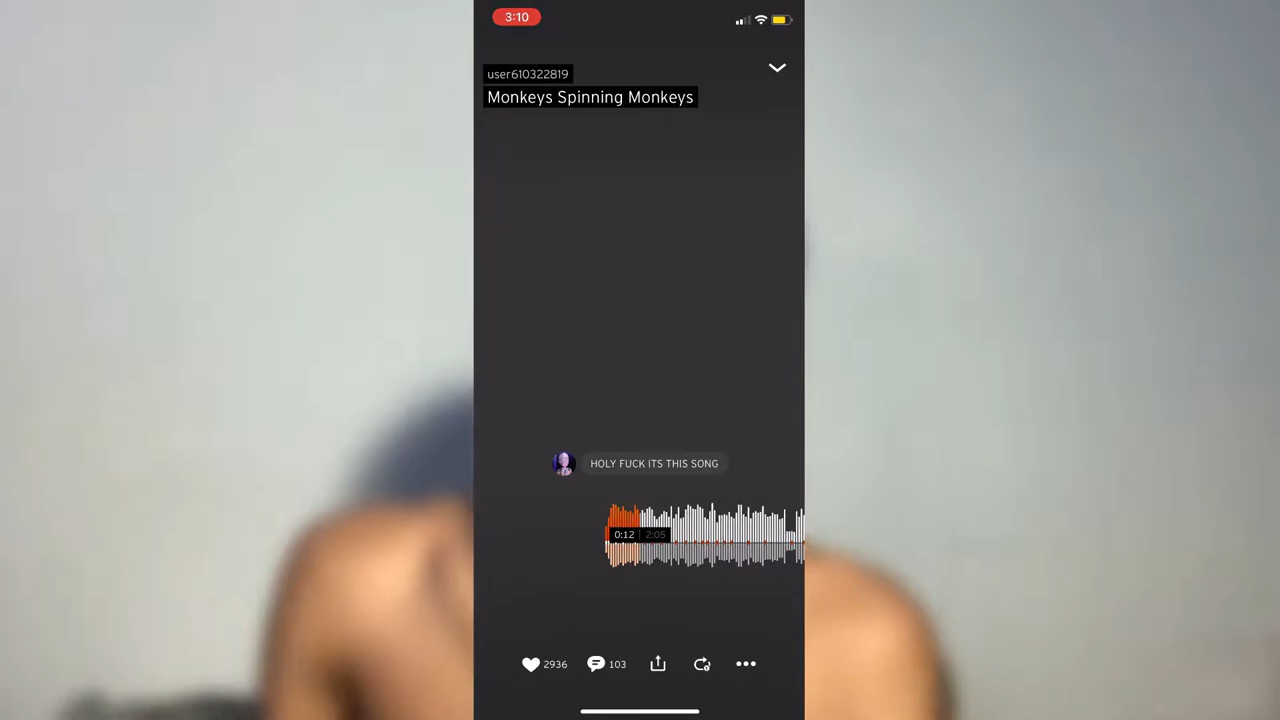 3:10
user610322819
Monkeys Spinning Monkeys
HOLY FUCK ITS THIS SONG
0:12 2:05
2936 103